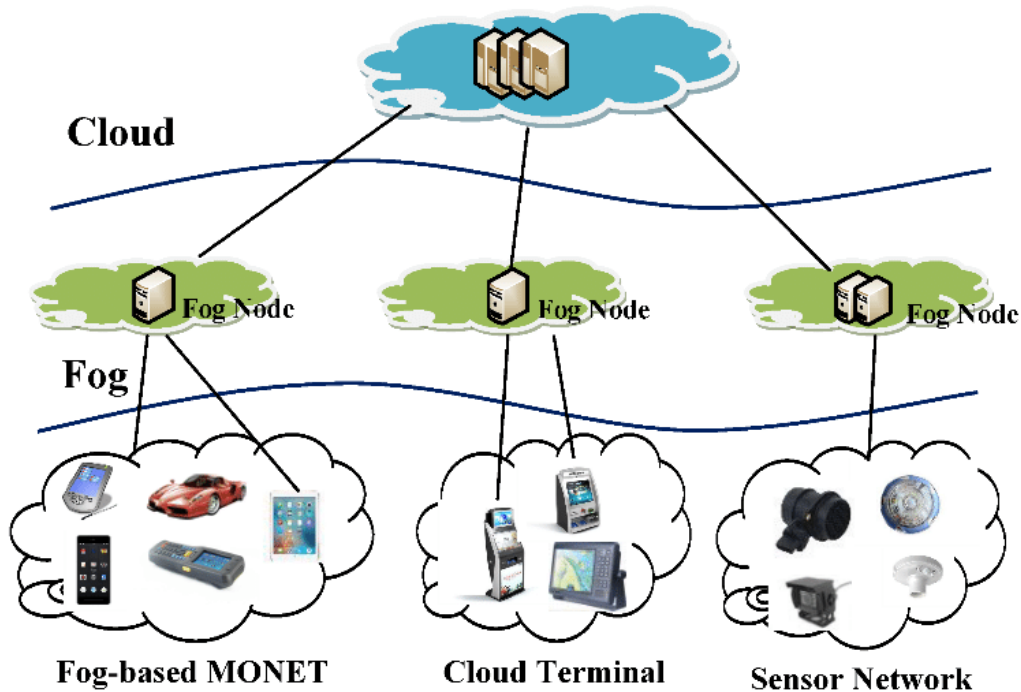 Cloud
Fog Node
Fog Node
Fog Node
Fog
Fog-based MONET
Cloud Terminal
Sensor Network